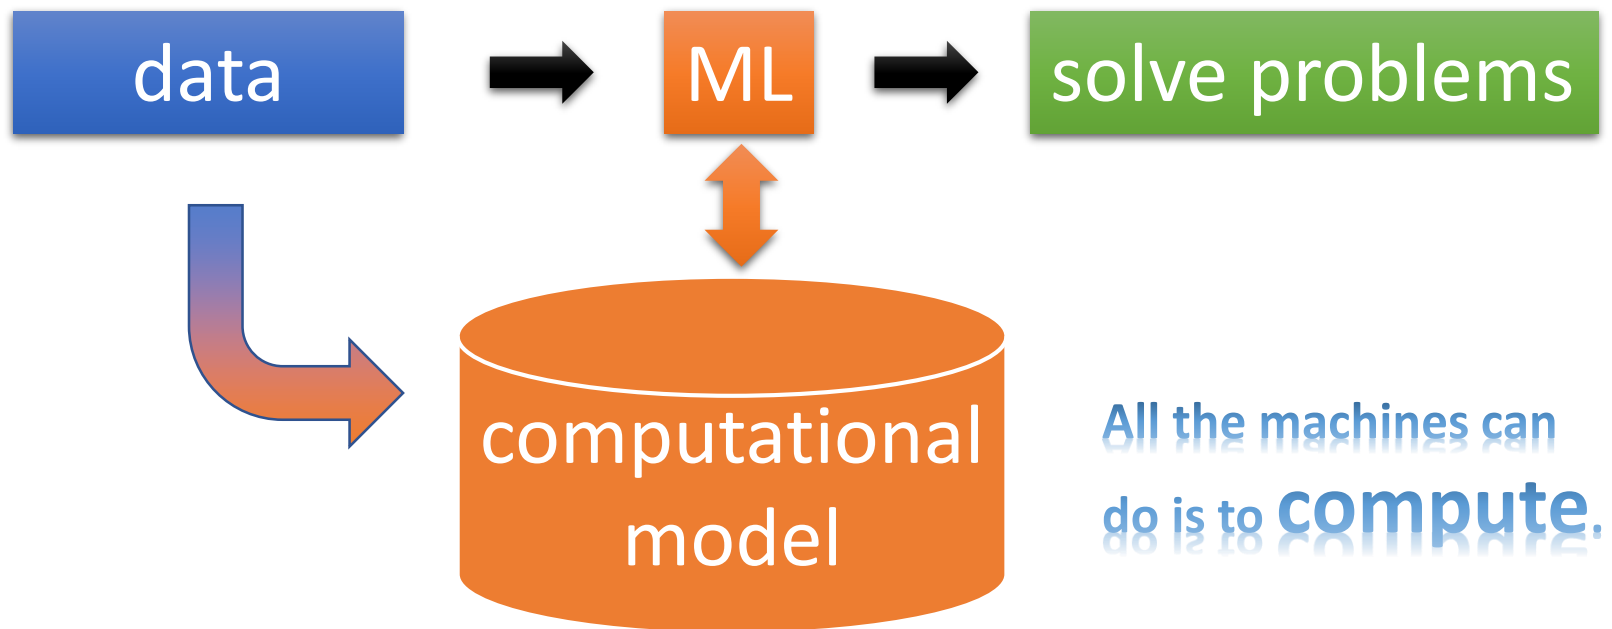 data
ML
solve problems
computational
model
All the machines can
do is to compute.